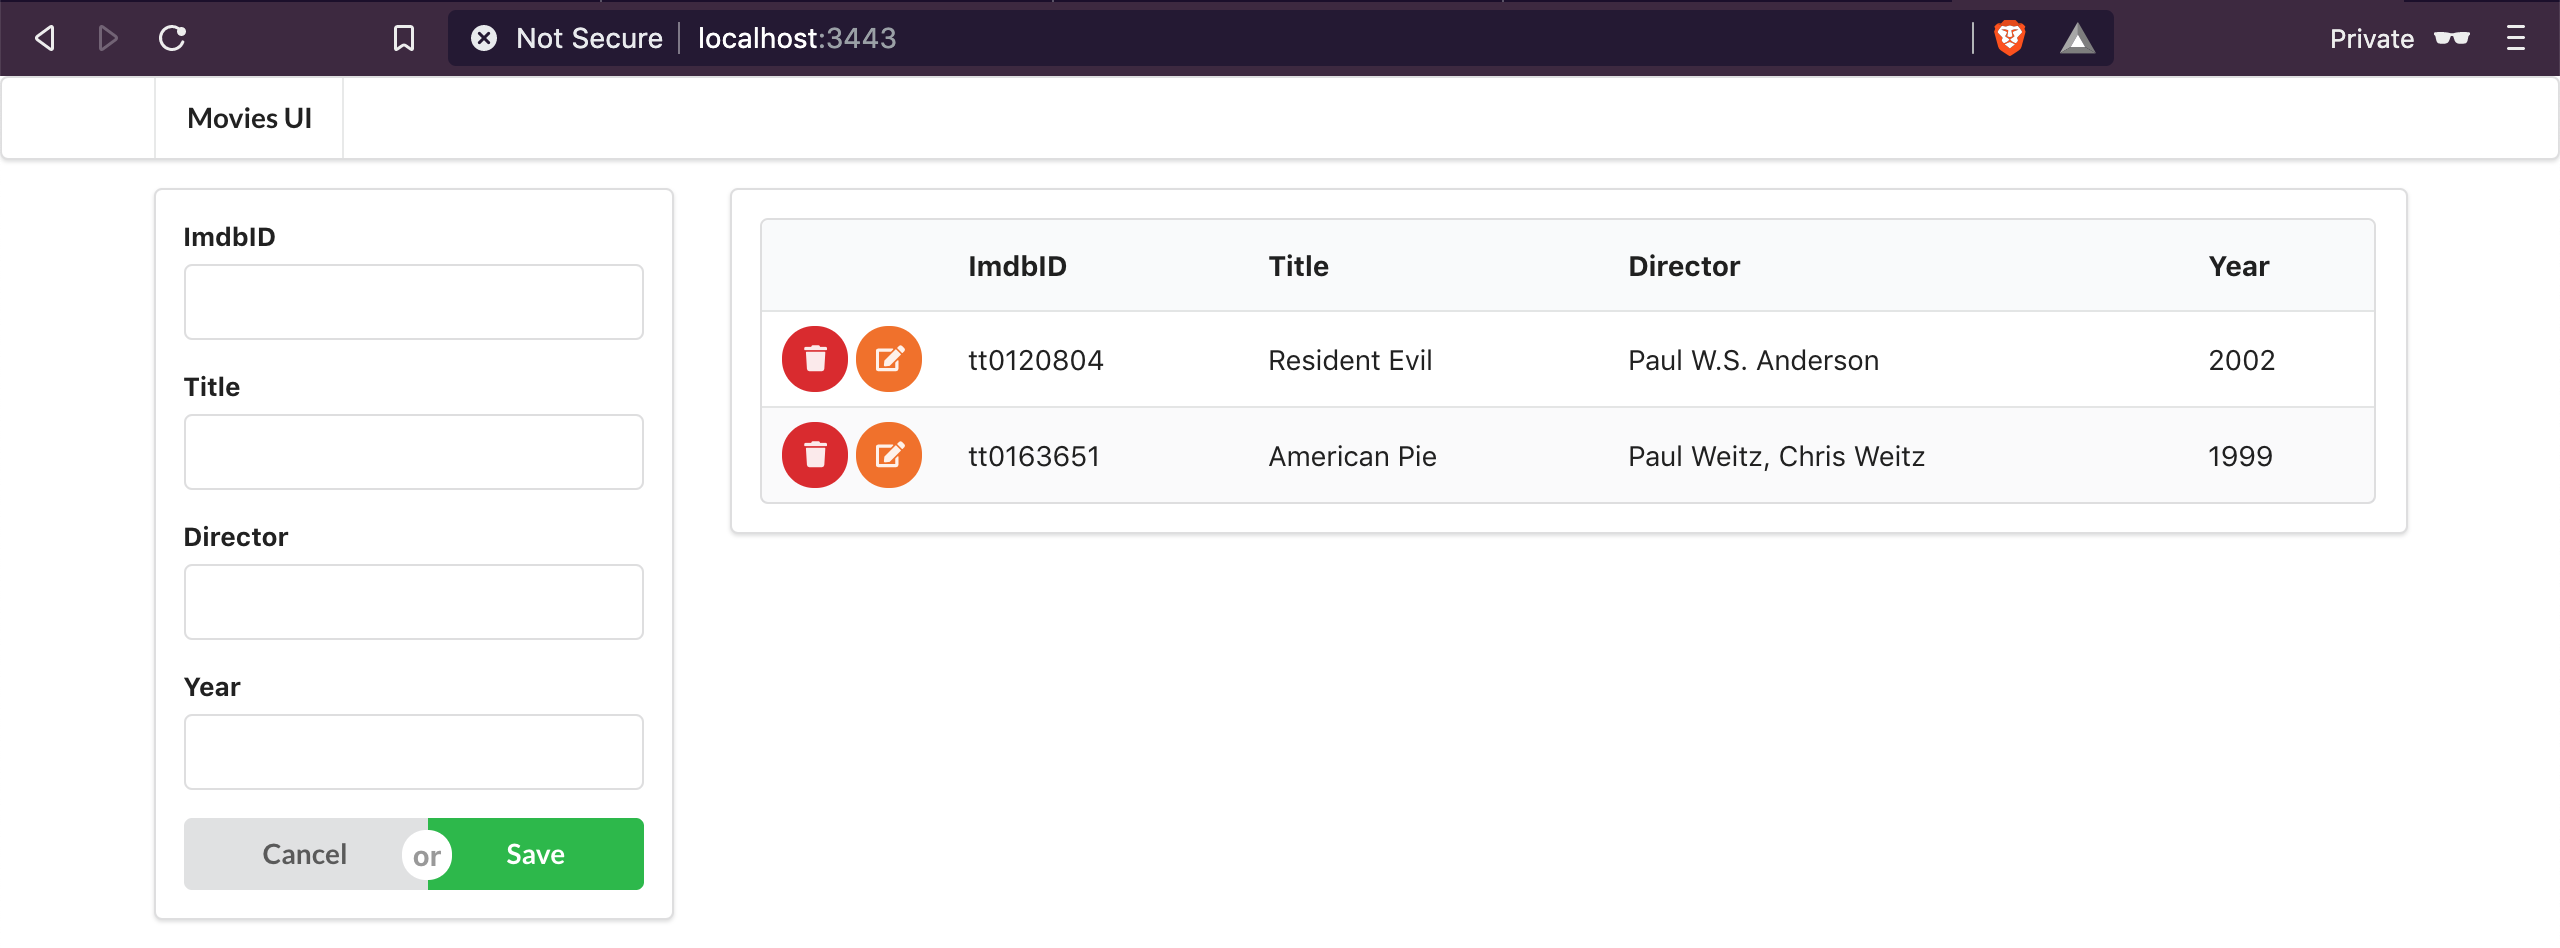 Not Secure localhost:3443 Private
Movies UI
ImdbID
Title
Director
Year
Cancel or Save
ImdbID Title Director Year
tt0120804 Resident Evil Paul W.S. Anderson 2002
tt0163651 American Pie Paul Weitz, Chris Weitz 1999